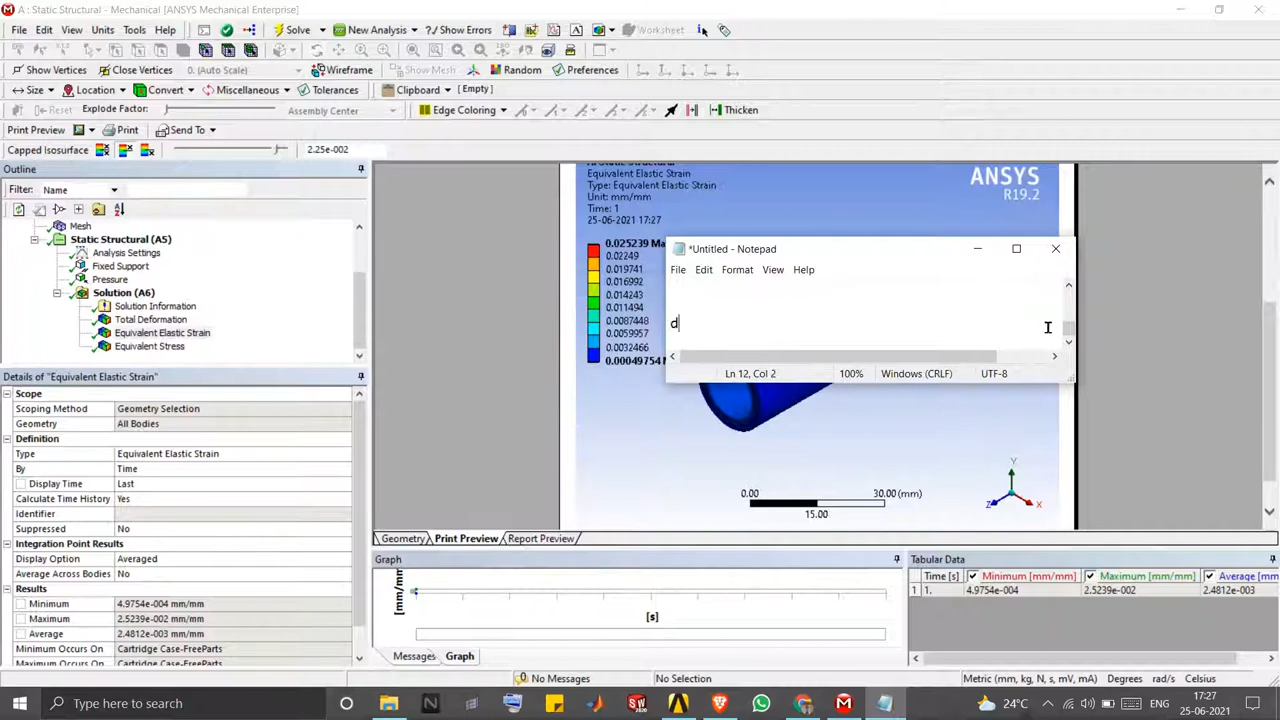 A : Static Structural - Mechanical [ANSYS Mechanical Enterprise]
File Edit View Units Tools Help Solve New Analysis ?/ Show Errors Worksheet
Show Vertices Close Vertices 0. (Auto Scale) Wireframe Show Mesh Random Preferences
Size Location Convert Miscellaneous Tolerances Clipboard [Empty]
Reset Explode Factor: Assembly Center Edge Coloring Thicken
Print Preview Print Send To
Capped Isosurface 2.25e-002
Outline
Filter: Name
Mesh
Static Structural (A5)
Analysis Settings
Fixed Support
Pressure
Solution (A6)
Solution Information
Total Deformation
Equivalent Elastic Strain
Equivalent Stress
Details of "Equivalent Elastic Strain"
Scope
Scoping Method Geometry Selection
Geometry All Bodies
Definition
Type Equivalent Elastic Strain
By Time
Display Time Last
Calculate Time History Yes
Identifier
Suppressed No
Integration Point Results
Display Option Averaged
Average Across Bodies No
Results
Minimum 4.9754e-004 mm/mm
Maximum 2.5239e-002 mm/mm
Average 2.4812e-003 mm/mm
Minimum Occurs On Cartridge Case-FreeParts
Maximum Occurs On Cartridge Case-FreeParts
Equivalent Elastic Strain
Type: Equivalent Elastic Strain
Unit: mm/mm
Time: 1
25-06-2021 17:27
0.025239 Ma
0.02249
0.019741
0.016992
0.014243
0.011494
0.0087448
0.0059957
0.0032466
0.00049754 M
ANSYS
R19.2
*Untitled - Notepad
File Edit Format View Help
d
Ln 12, Col 2 100% Windows (CRLF) UTF-8
0.00 30.00 (mm)
15.00
Y
Z X
Geometry Print Preview Report Preview
Graph
[mm/mm
[s]
Messages Graph
Tabular Data
Time [s] Minimum [mm/mm] Maximum [mm/mm] Average [mm
1 1. 4.9754e-004 2.5239e-002 2.4812e-003
No Messages No Selection Metric (mm, kg, N, s, mV, mA) Degrees rad/s Celsius
Type here to search
24°C ENG 17:27
25-06-2021